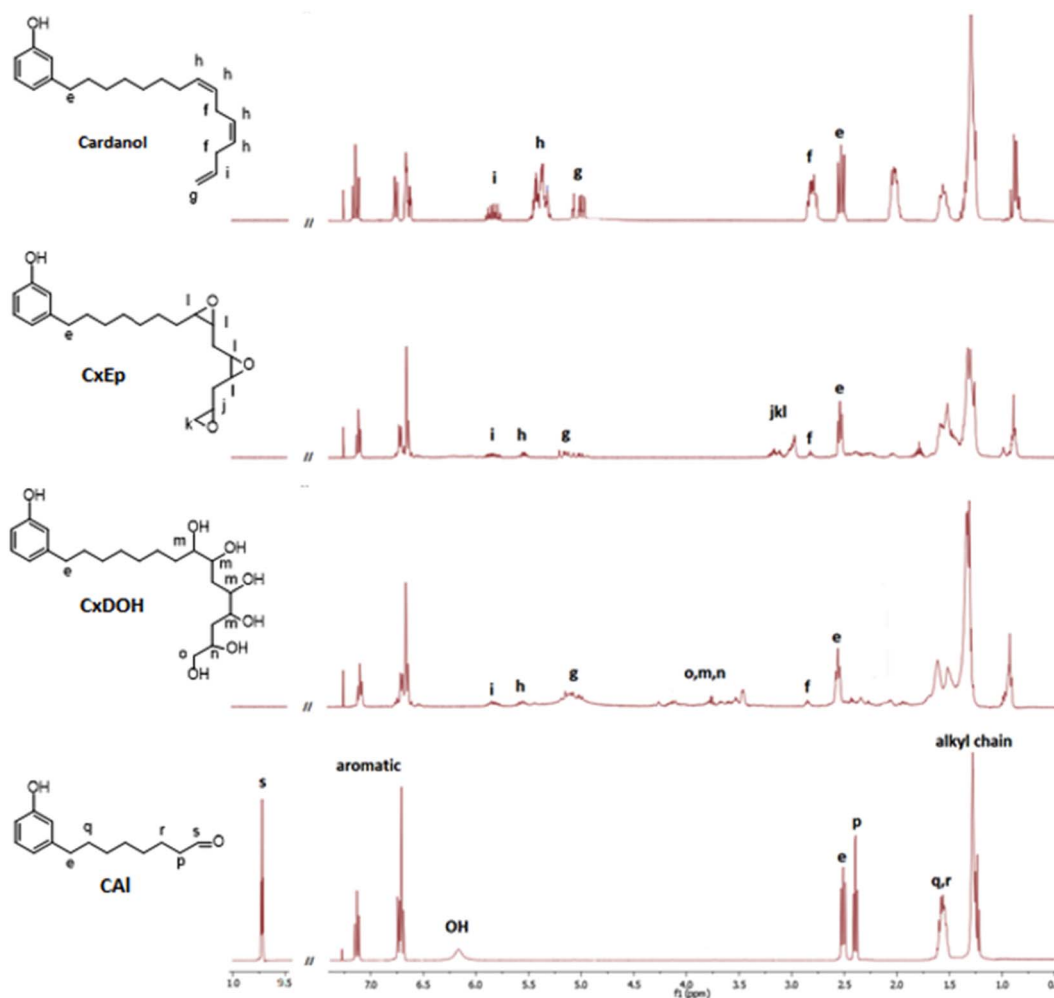 OH
h
h
h
f
e
h
f
i
g
Cardanol
i
h
g
f
e
//
OH
l
O
l
l
O
e
l
j
k
O
CxEp
i
h
g
jkl
f
e
//
OH
OH
m
OH
m
m
OH
e
m
OH
n
OH
o
OH
CxDOH
i
h
g
o,m,n
f
e
//
OH
q
r
s
O
e
p
CAl
s
aromatic
OH
e
p
q,r
alkyl chain
//
1.0 9.5 7.0 6.5 6.0 5.5 5.0 4.5 4.0 3.5 3.0 2.5 2.0 1.5 1.0 0.
f1 (ppm)